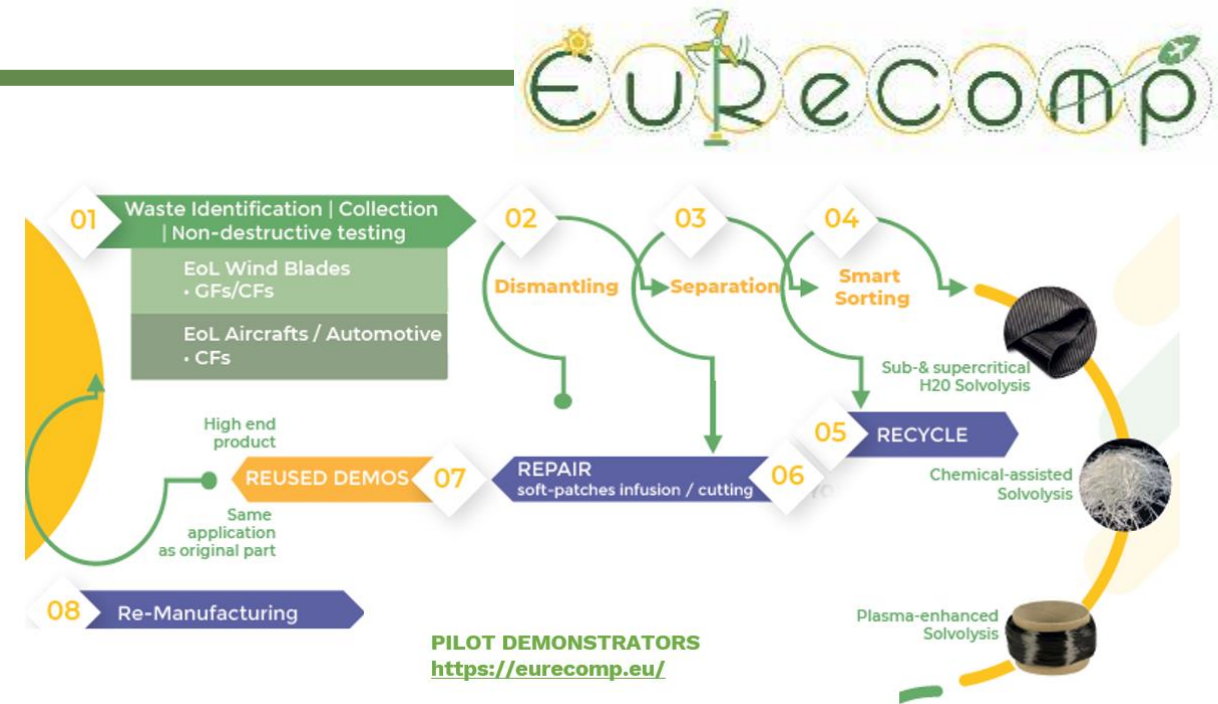 EuReComp
01
Waste Identification | Collection
| Non-destructive testing
EoL Wind Blades
• GFs/CFs
EoL Aircrafts / Automotive
• CFs
02
Dismantling
03
Separation
04
Smart
Sorting
Sub-& supercritical
H20 Solvolysis
05
RECYCLE
Chemical-assisted
Solvolysis
Plasma-enhanced
Solvolysis
06
REPAIR
soft-patches infusion / cutting
07
REUSED DEMOS
High end
product
Same
application
as original part
08
Re-Manufacturing
PILOT DEMONSTRATORS
https://eurecomp.eu/